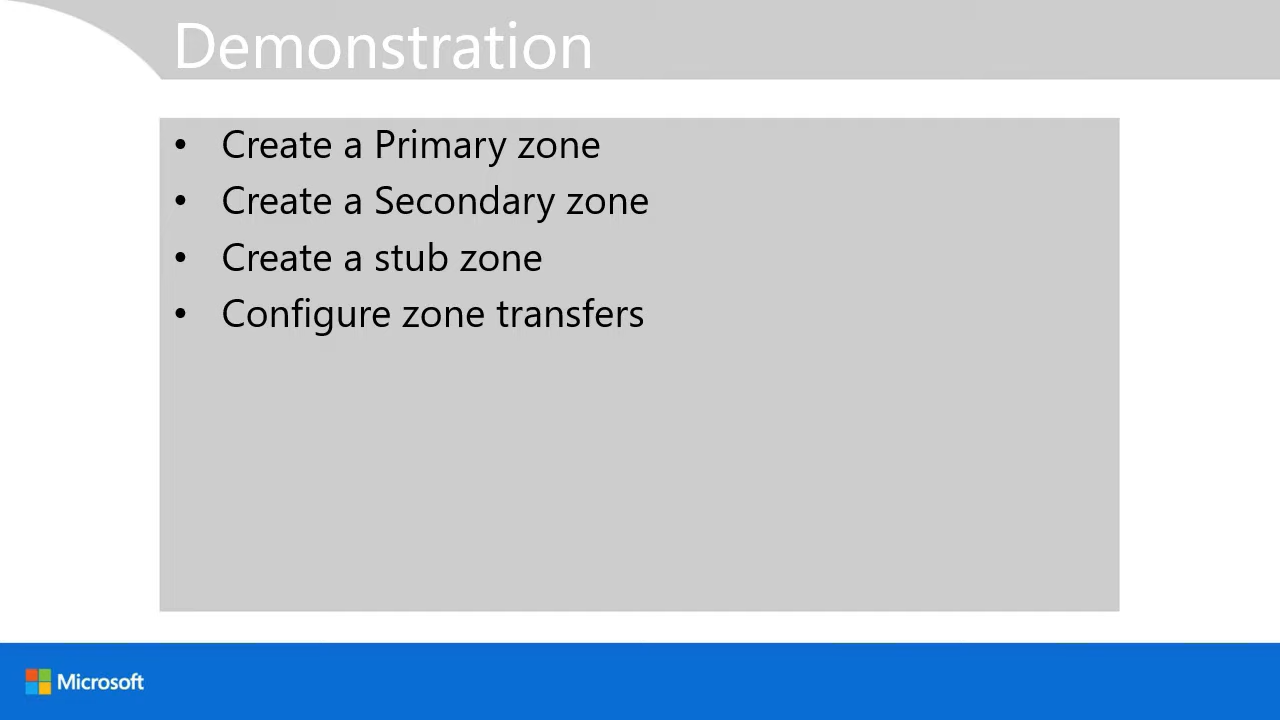 Demonstration
• Create a Primary zone
• Create a Secondary zone
• Create a stub zone
• Configure zone transfers
Microsoft